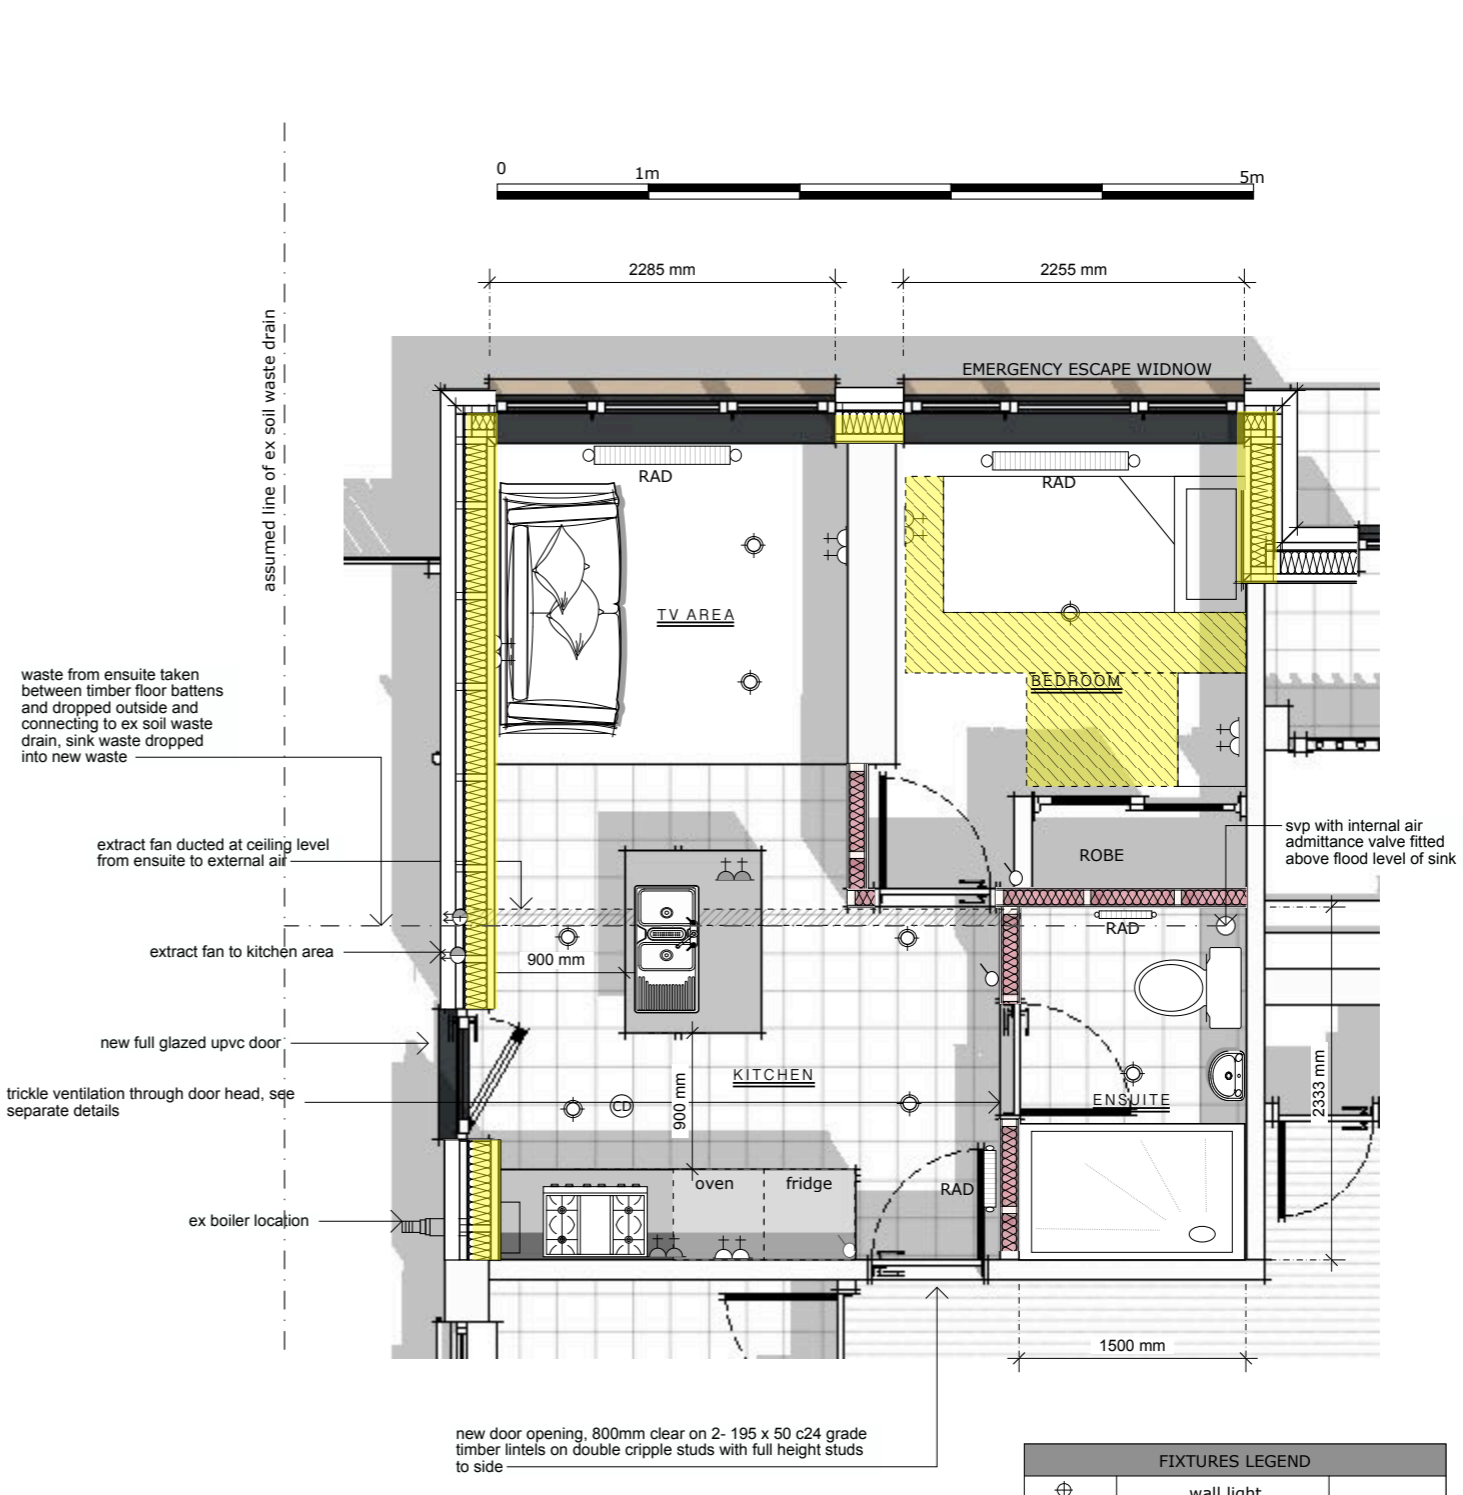 0
1m
5m
2285 mm
2255 mm
assumed line of ex soil waste drain
EMERGENCY ESCAPE WIDNOW
RAD
RAD
TV AREA
BEDROOM
waste from ensuite taken
between timber floor battens
and dropped outside and
connecting to ex soil waste
drain, sink waste dropped
into new waste
extract fan ducted at ceiling level
from ensuite to external air
svp with internal air
admittance valve fitted
above flood level of sink
ROBE
RAD
extract fan to kitchen area
900 mm
new full glazed upvc door
KITCHEN
trickle ventilation through door head, see
separate details
CD
900 mm
ENSUITE
2333 mm
oven
fridge
RAD
ex boiler location
1500 mm
new door opening, 800mm clear on 2- 195 x 50 c24 grade
timber lintels on double cripple studs with full height studs
to side
FIXTURES LEGEND
wall light